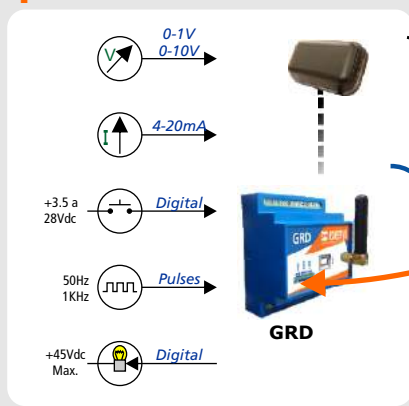 0-1V
0-10V
V
4-20mA
I
+3.5 a
28Vdc
Digital
50Hz
1KHz
Pulses
+45Vdc
Max.
Digital
GRD
GRD